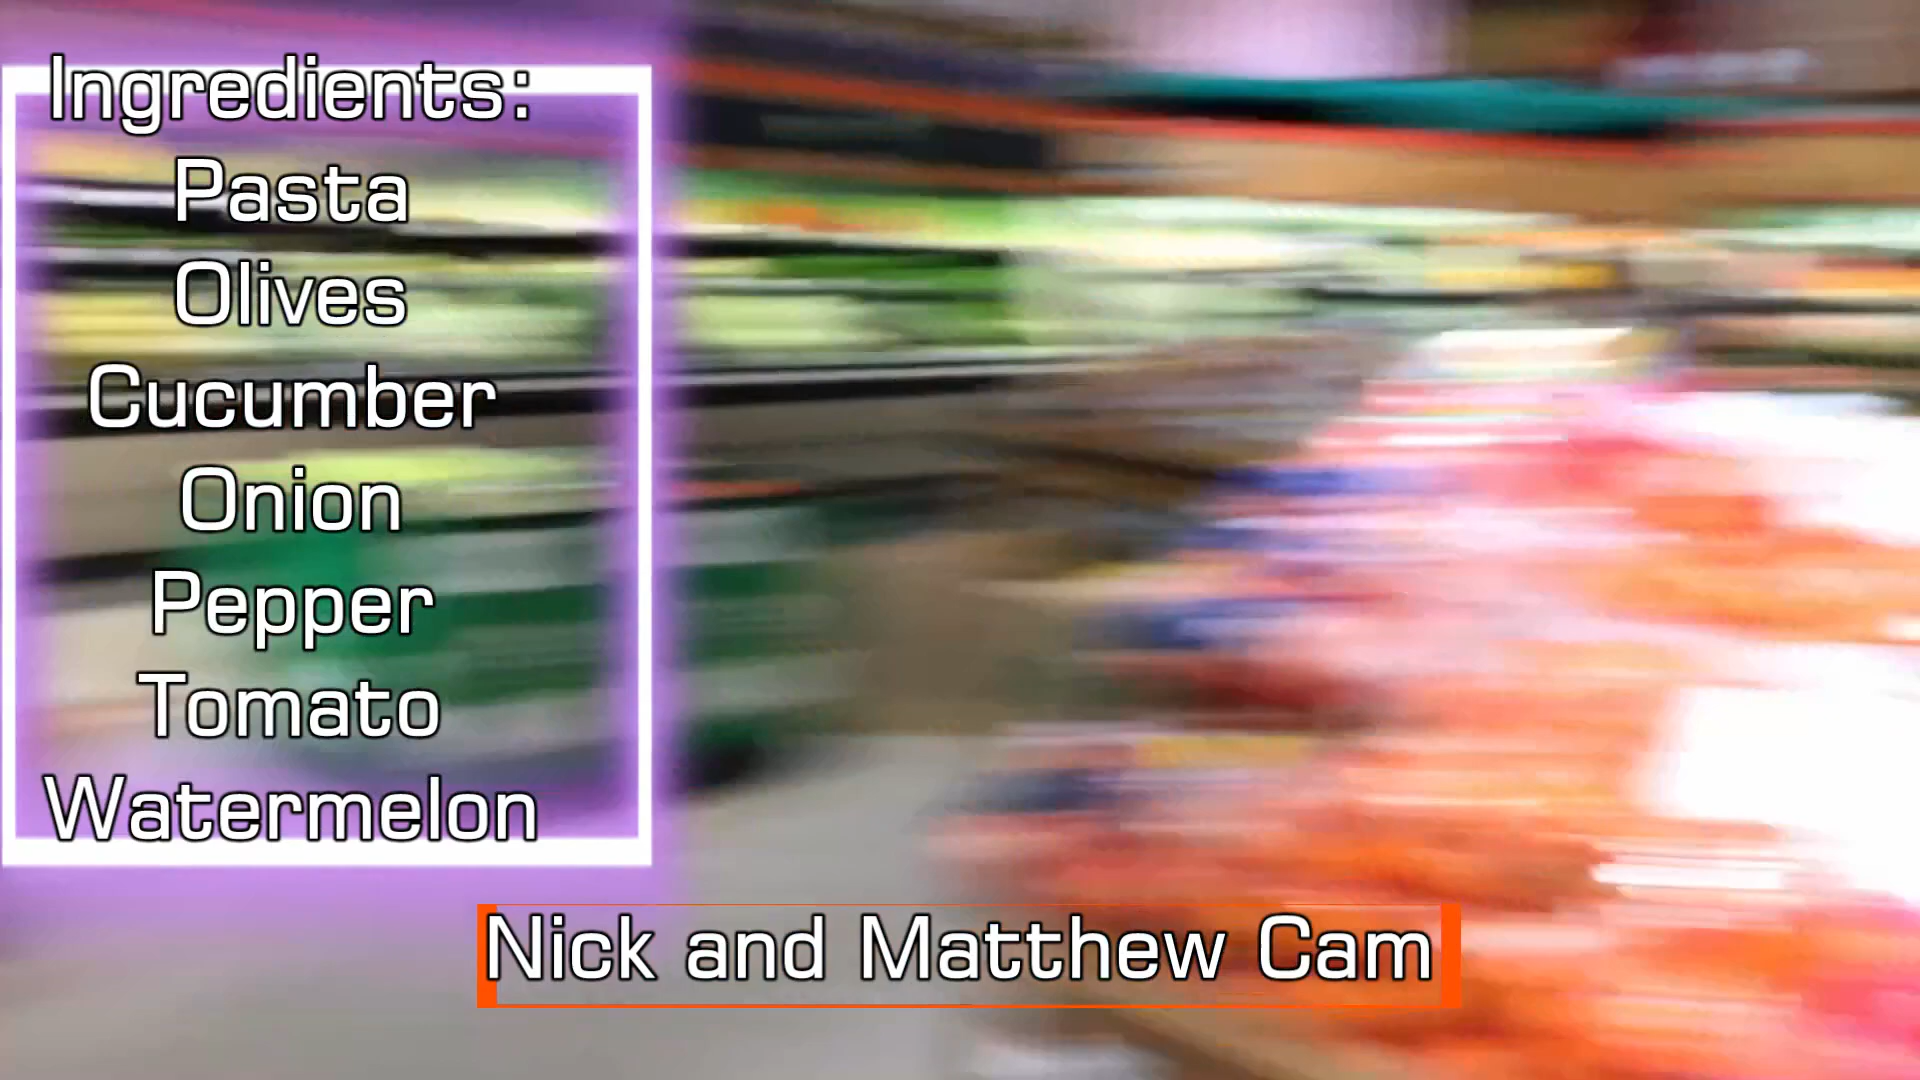 Ingredients:
Pasta
Olives
Cucumber
Onion
Pepper
Tomato
Watermelon
Nick and Matthew Cam